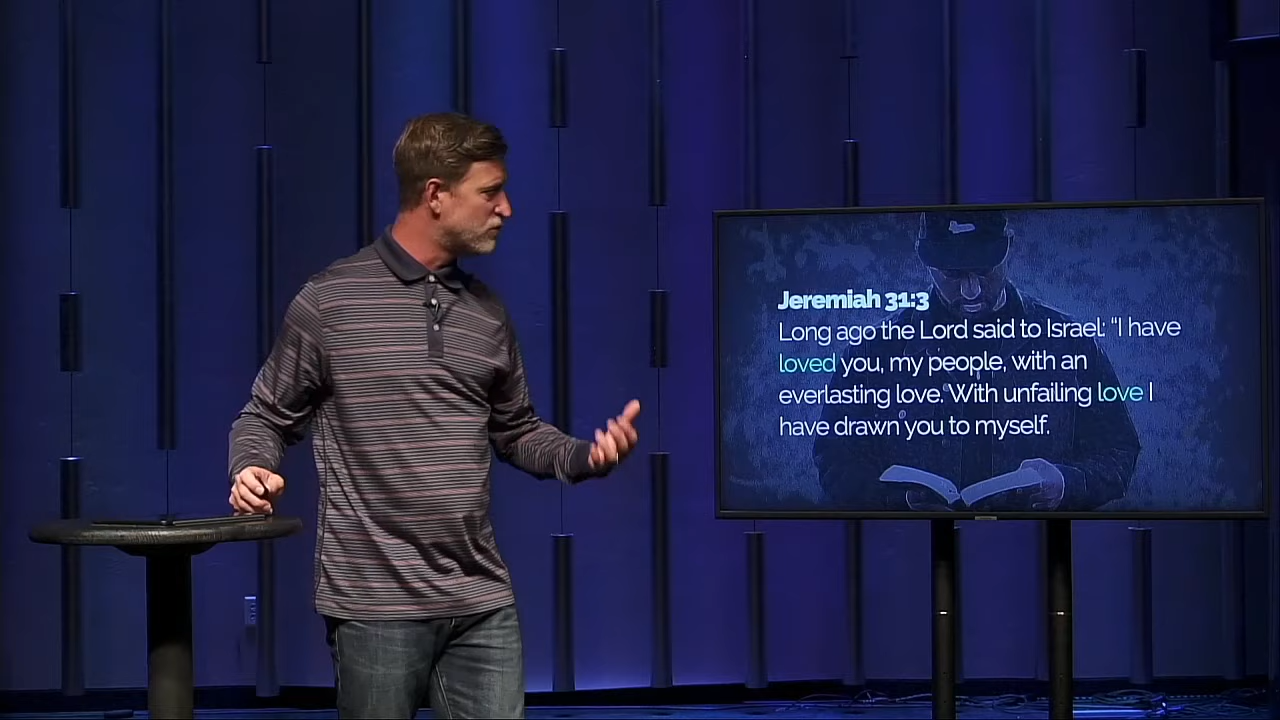 Jeremiah 31:3
Long ago the Lord said to Israel: “I have
loved you, my people, with an
everlasting love. With unfailing love I
have drawn you to myself.